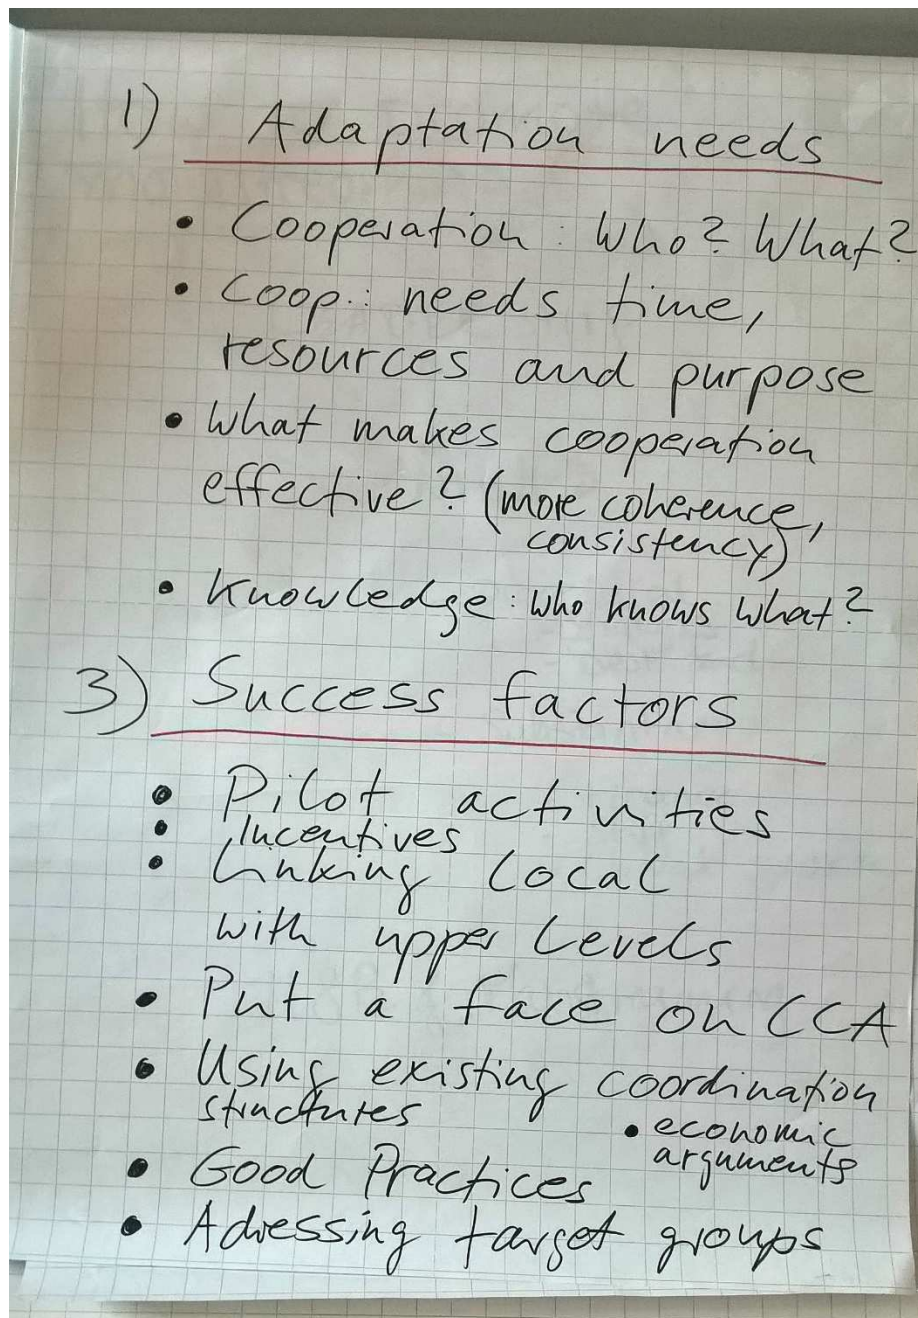 1) Adaptation needs
• Cooperation: Who? What?
• Coop.: needs time,
resources and purpose
• What makes cooperation
effective? (more coherence,
consistency)
• Knowledge: who knows what?
3) Success factors
• Pilot activities
• Incentives
• Linking local
with upper levels
• Put a face on CCA
• Using existing coordination
structures
• economic
arguments
• Good Practices
• Adressing target groups